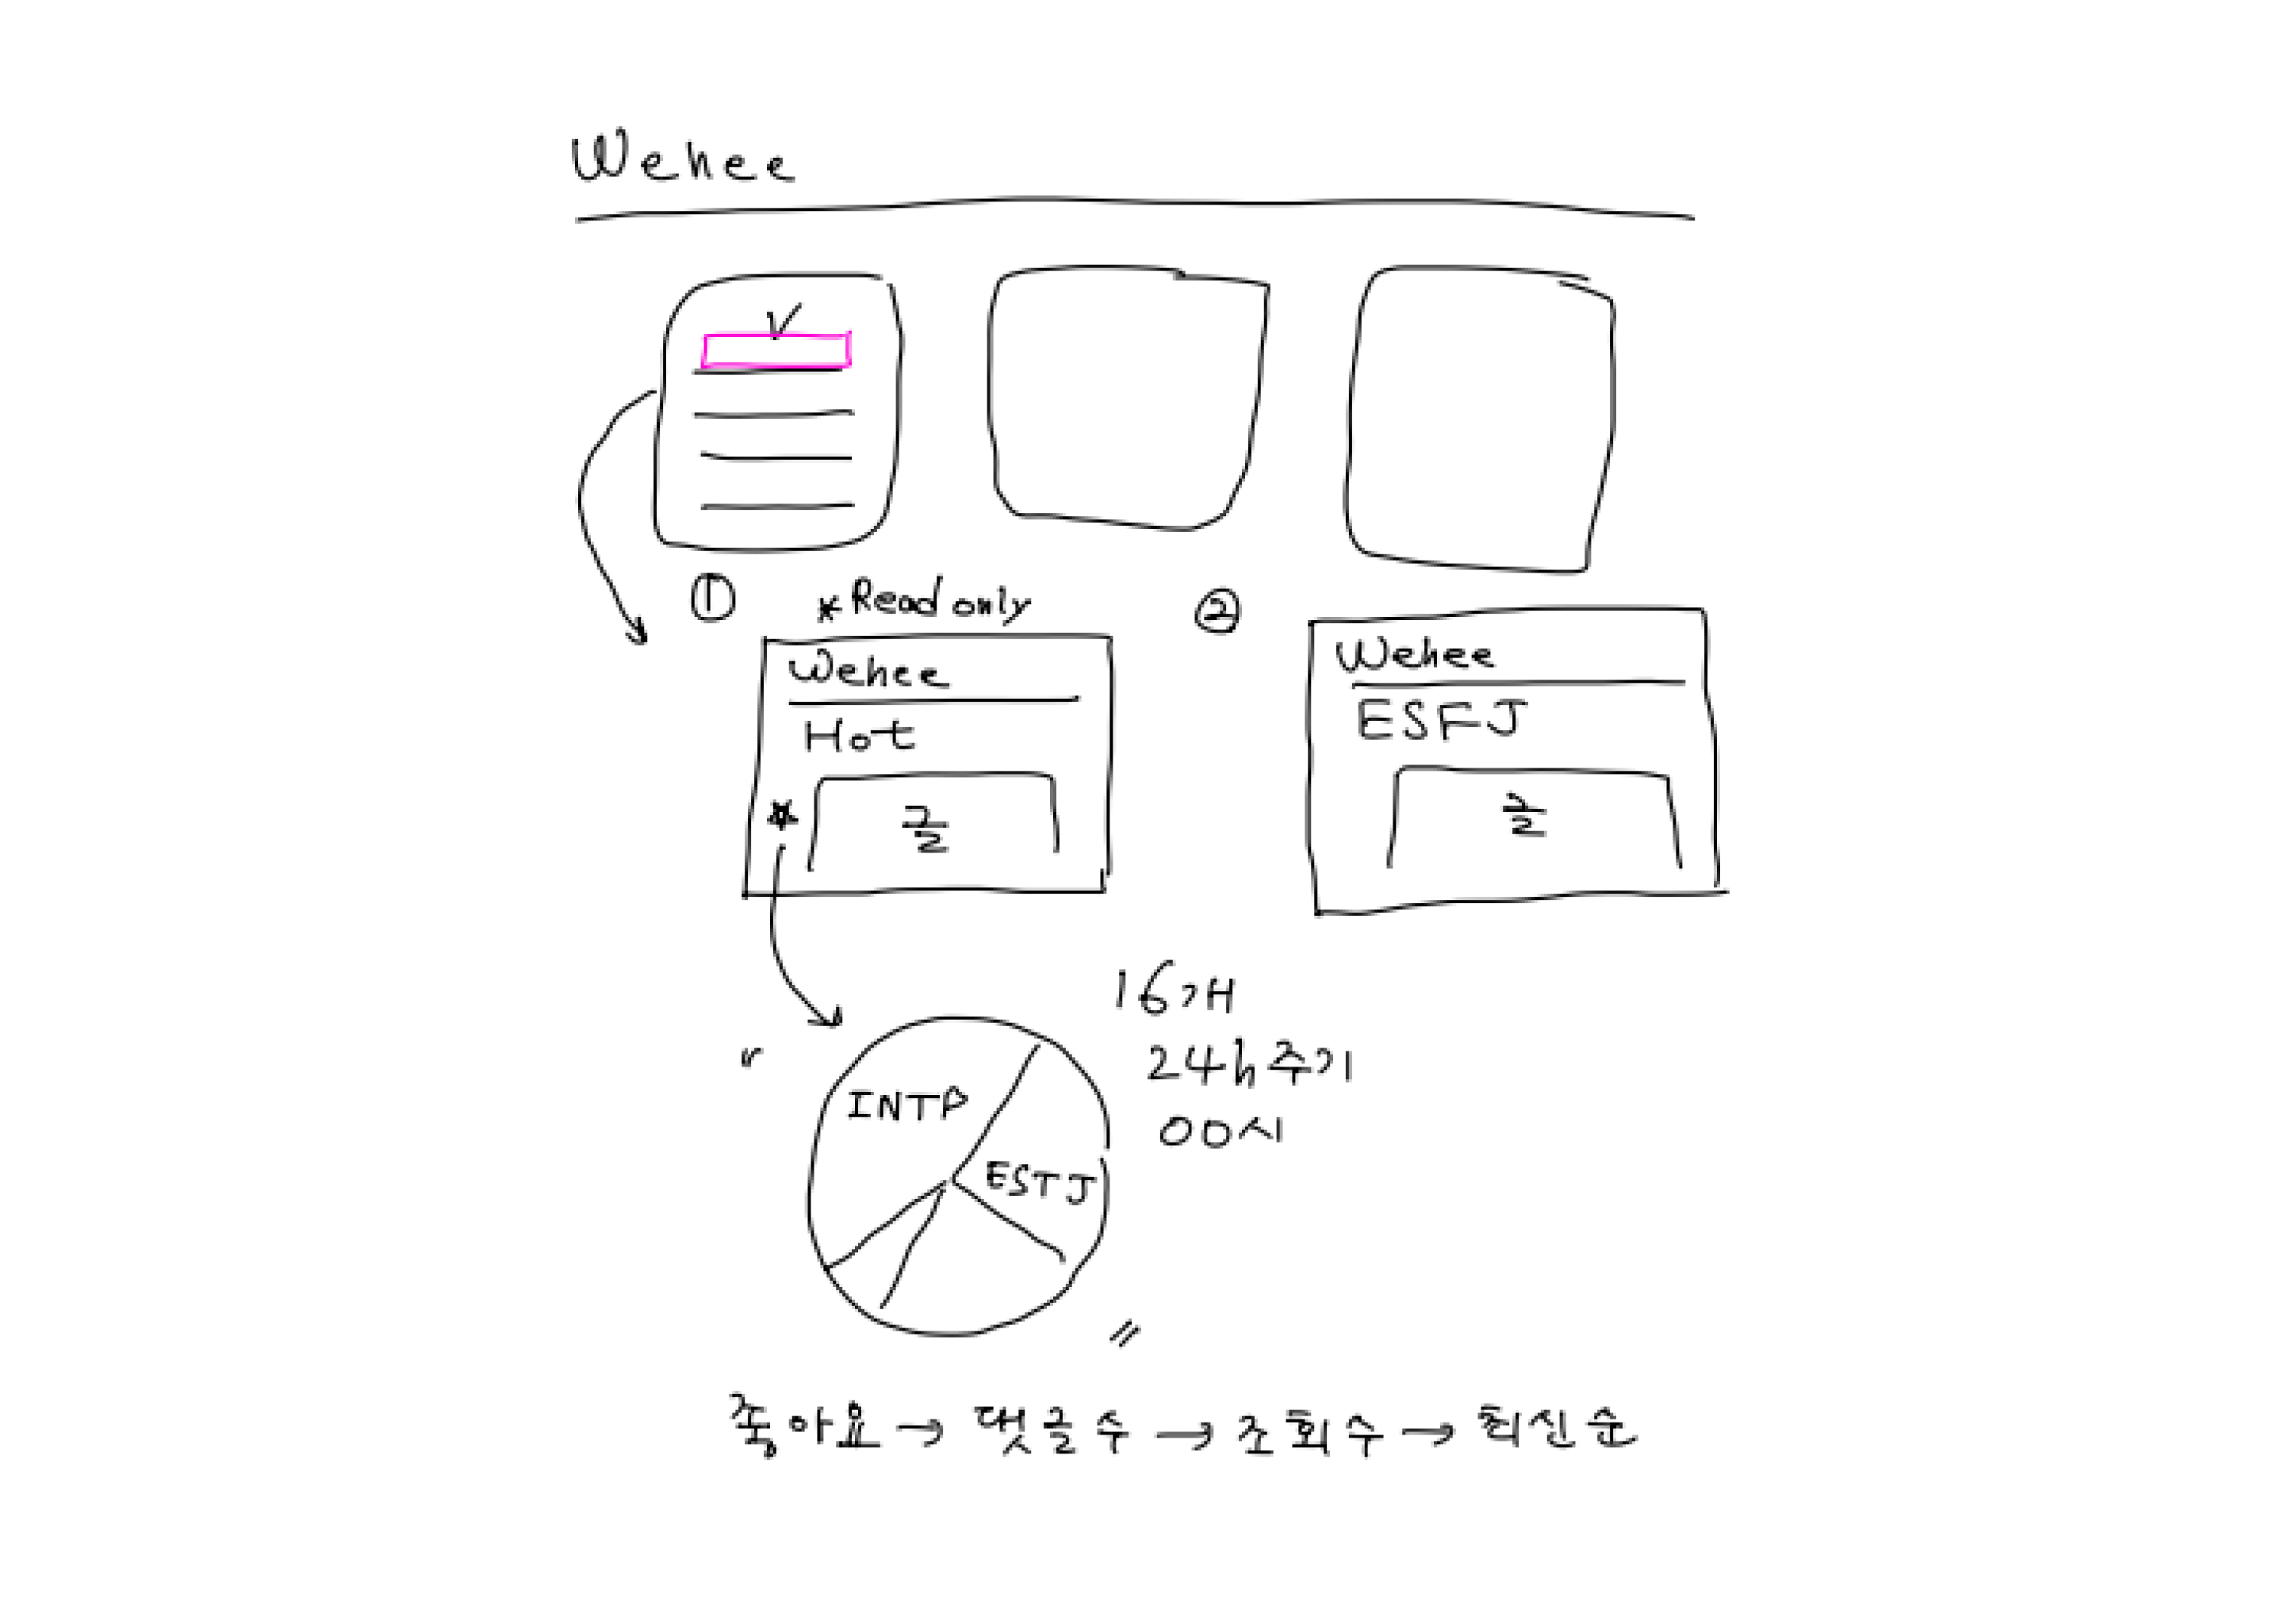 Wehee
①
*Read only
②
Wehee
Hot
*
글
Wehee
ESFJ
글
16개
24h주기
00시
INTP
ESTJ
좋아요 → 댓글수 → 조회수 → 최신순